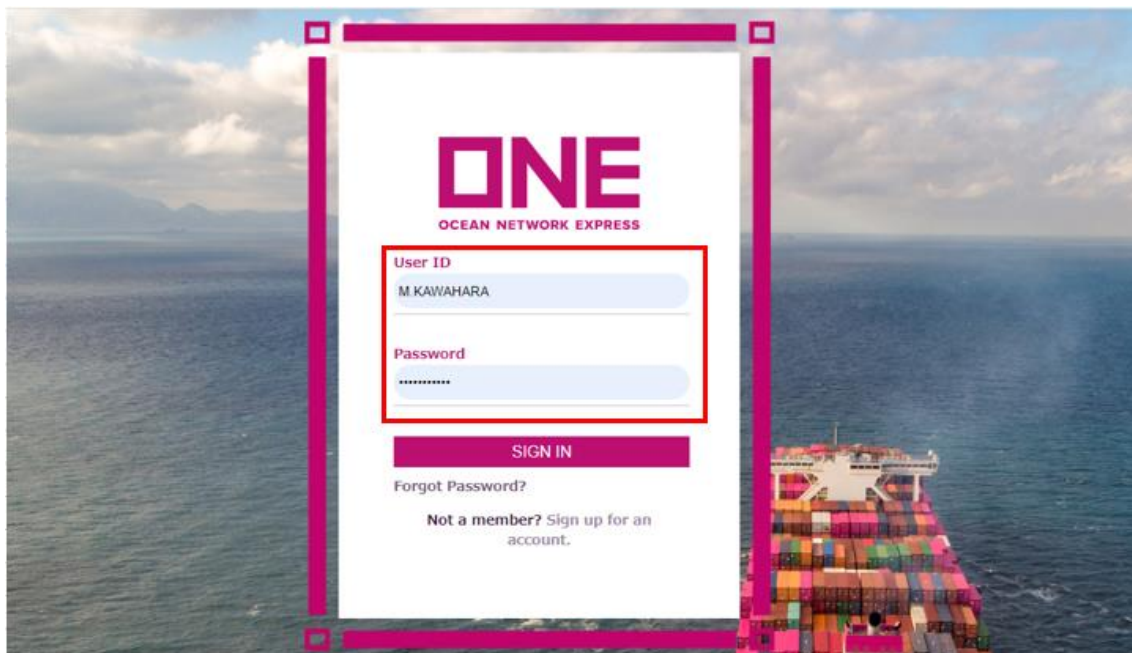 ONE
OCEAN NETWORK EXPRESS
User ID
M.KAWAHARA
Password
•••••••••••
SIGN IN
Forgot Password?
Not a member? Sign up for an
account.